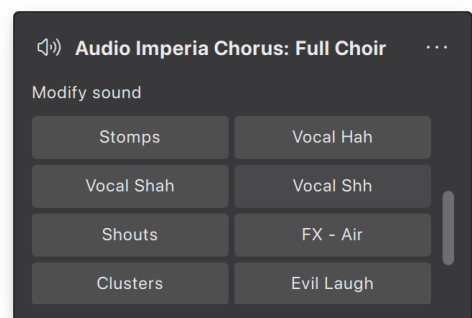 Audio Imperia Chorus: Full Choir ...
Modify sound
Stomps Vocal Hah
Vocal Shah Vocal Shh
Shouts FX - Air
Clusters Evil Laugh